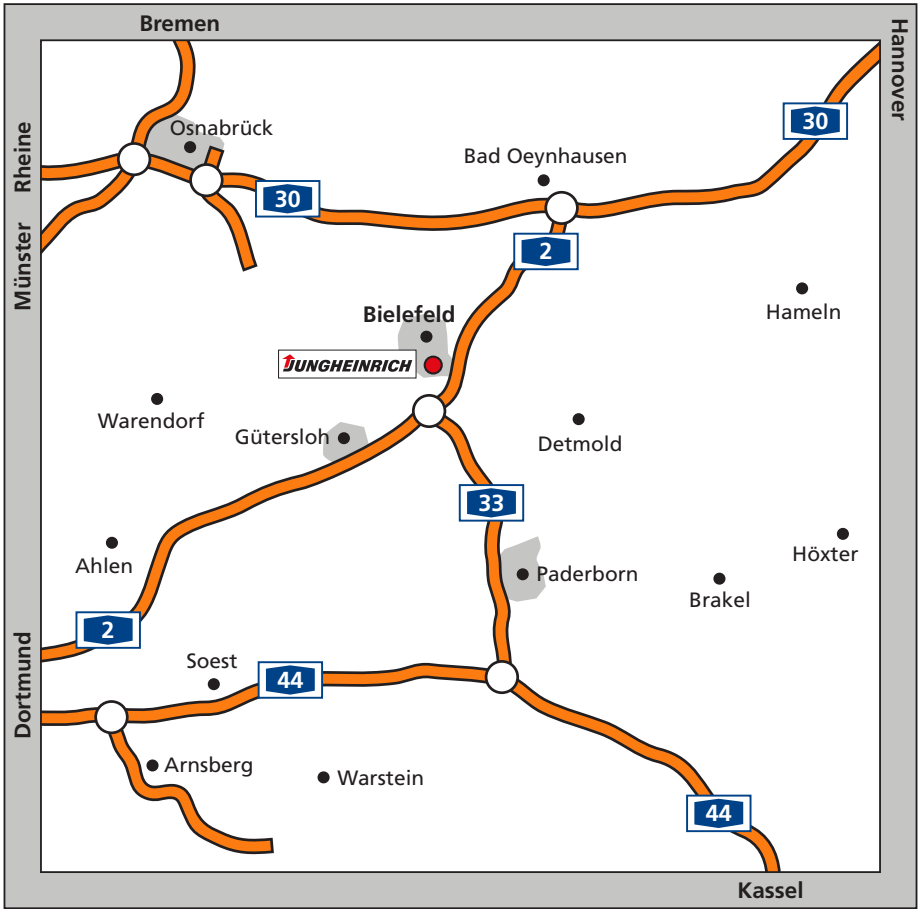 Bremen
Hannover
Osnabrück
30
Rheine
Bad Oeynhausen
30
Münster
2
Hameln
Bielefeld
JUNGHEINRICH
Warendorf
Gütersloh
Detmold
33
Höxter
Ahlen
Paderborn
Brakel
2
Dortmund
Soest
44
Arnsberg
Warstein
44
Kassel